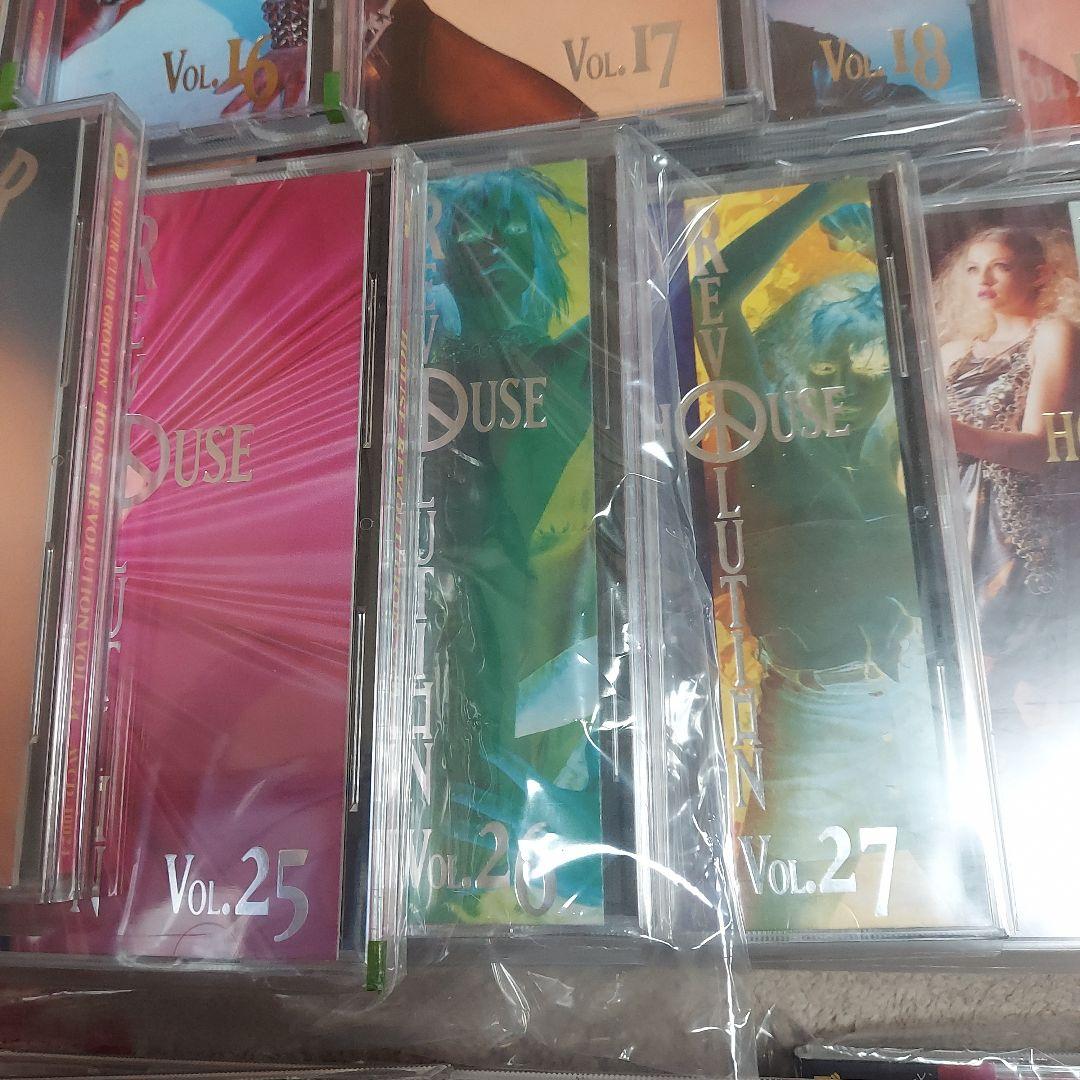 VOL.16
VOL.17
VOL.18
SUPER CLUB GROOVIN' HOUSE REVOLUTION VOL.24
OUSE
VOL.25
REV
OUSE
VOL.26
REVOLUTION
HOUSE
VOL.27
H